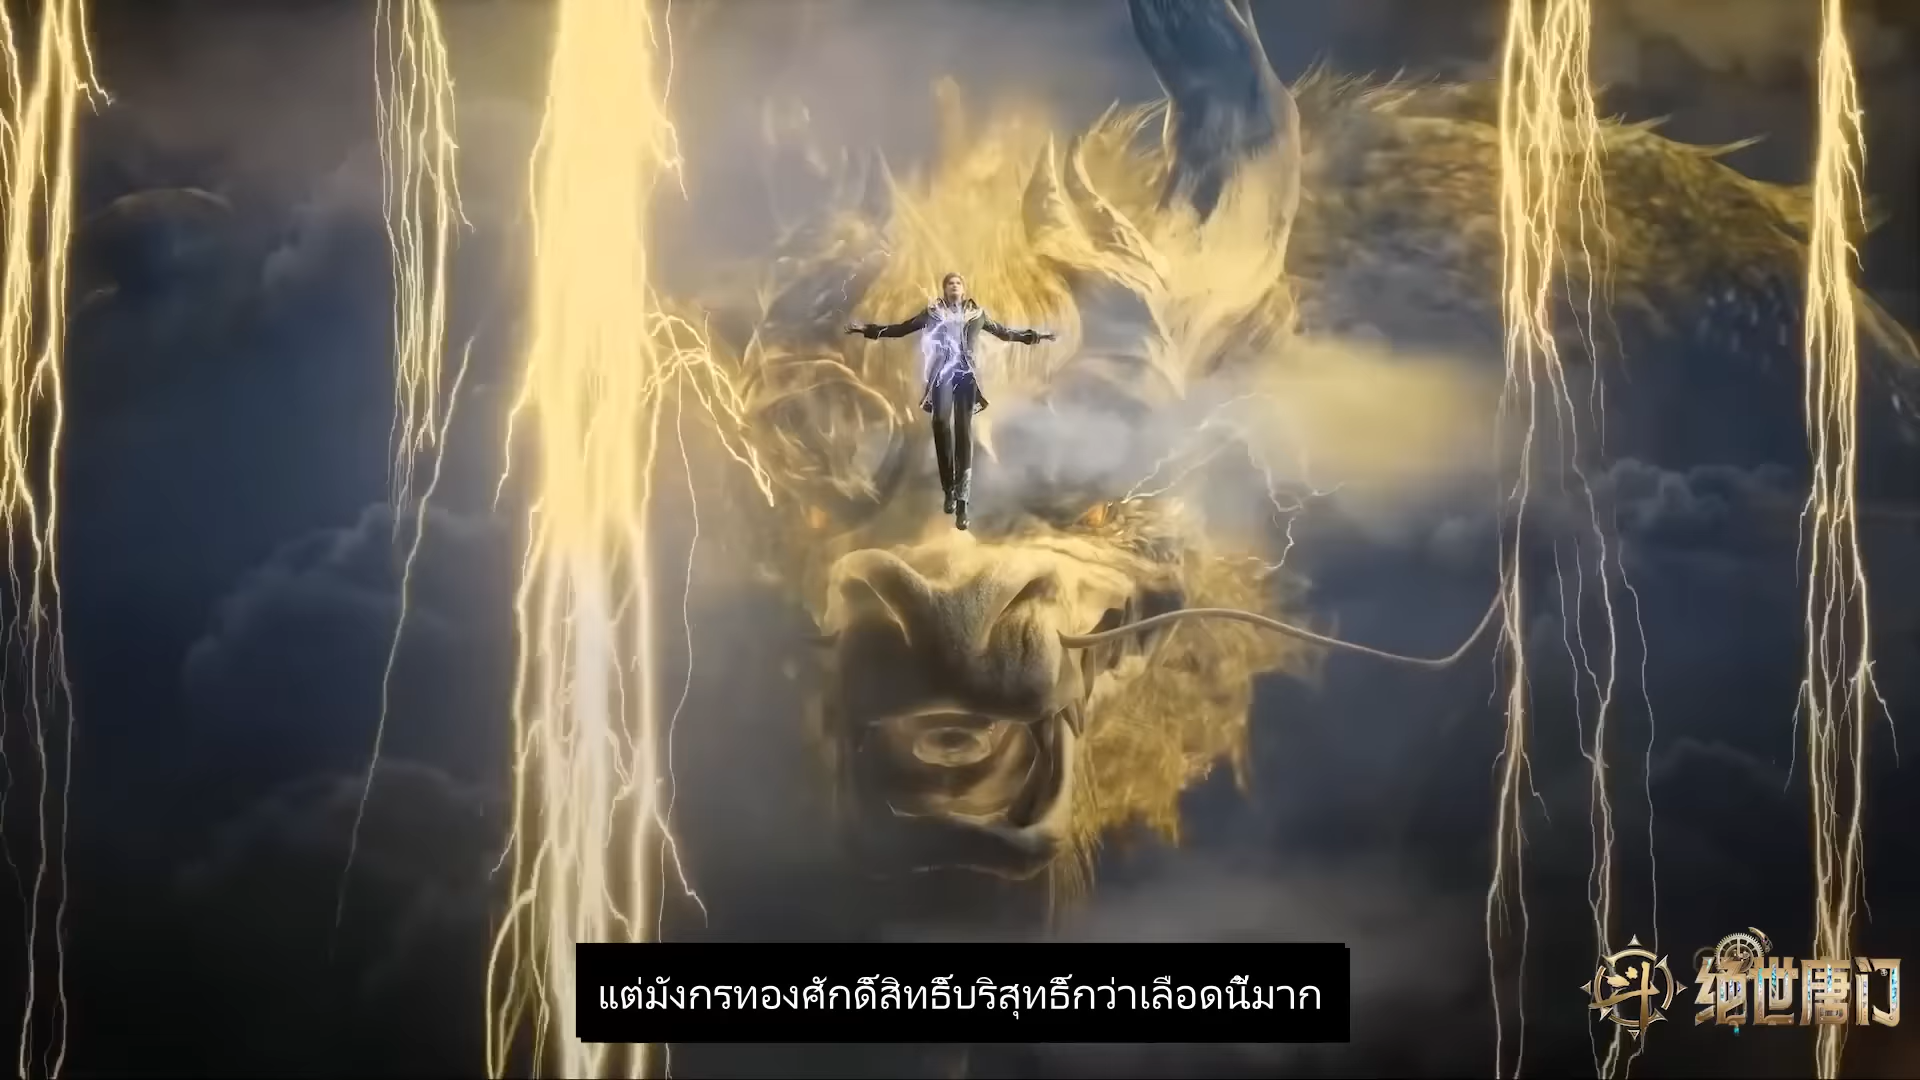 แต่มังกรทองศักดิ์สิทธิ์บริสุทธิ์กว่าเลือดนี้มาก
斗 绝世唐门